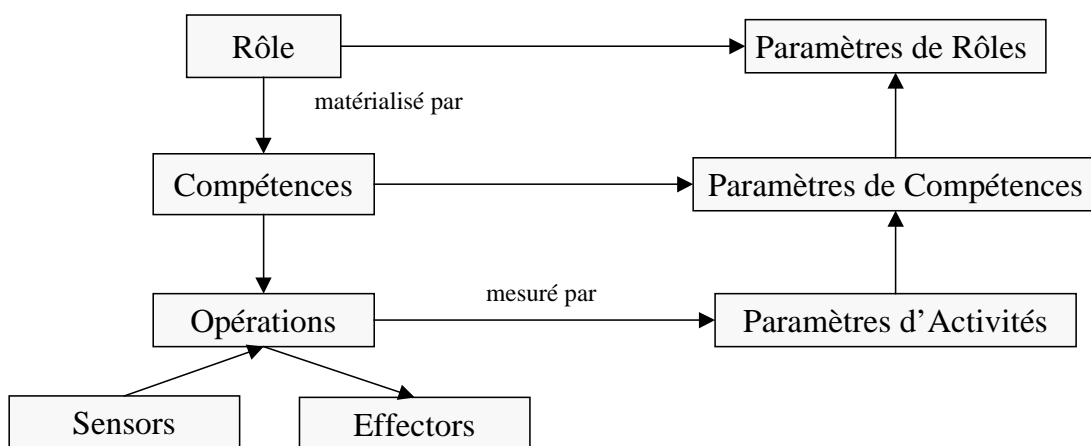 Rôle
Paramètres de Rôles
matérialisé par
Compétences
Paramètres de Compétences
mesuré par
Opérations
Paramètres d’Activités
Sensors
Effectors